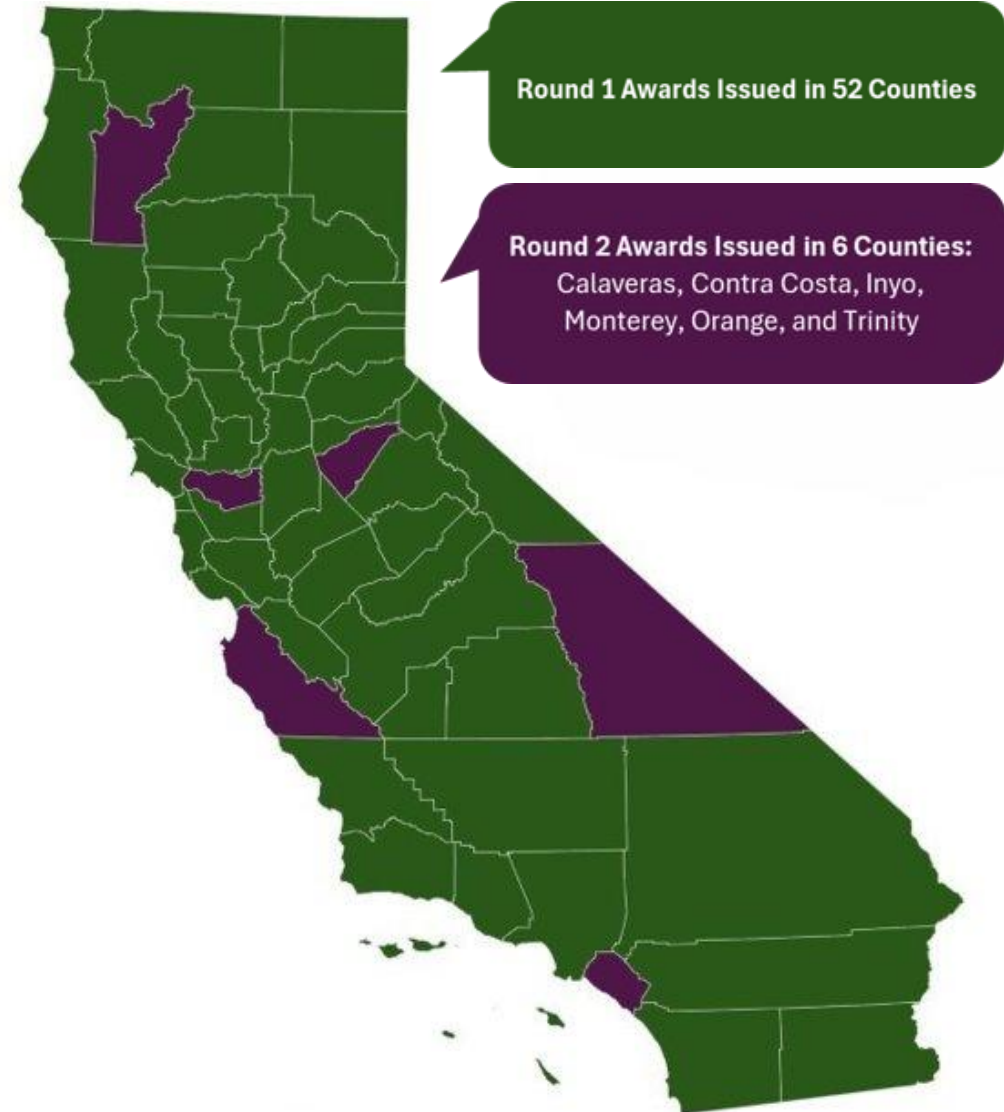 Round 1 Awards Issued in 52 Counties
Round 2 Awards Issued in 6 Counties:
Calaveras, Contra Costa, Inyo,
Monterey, Orange, and Trinity